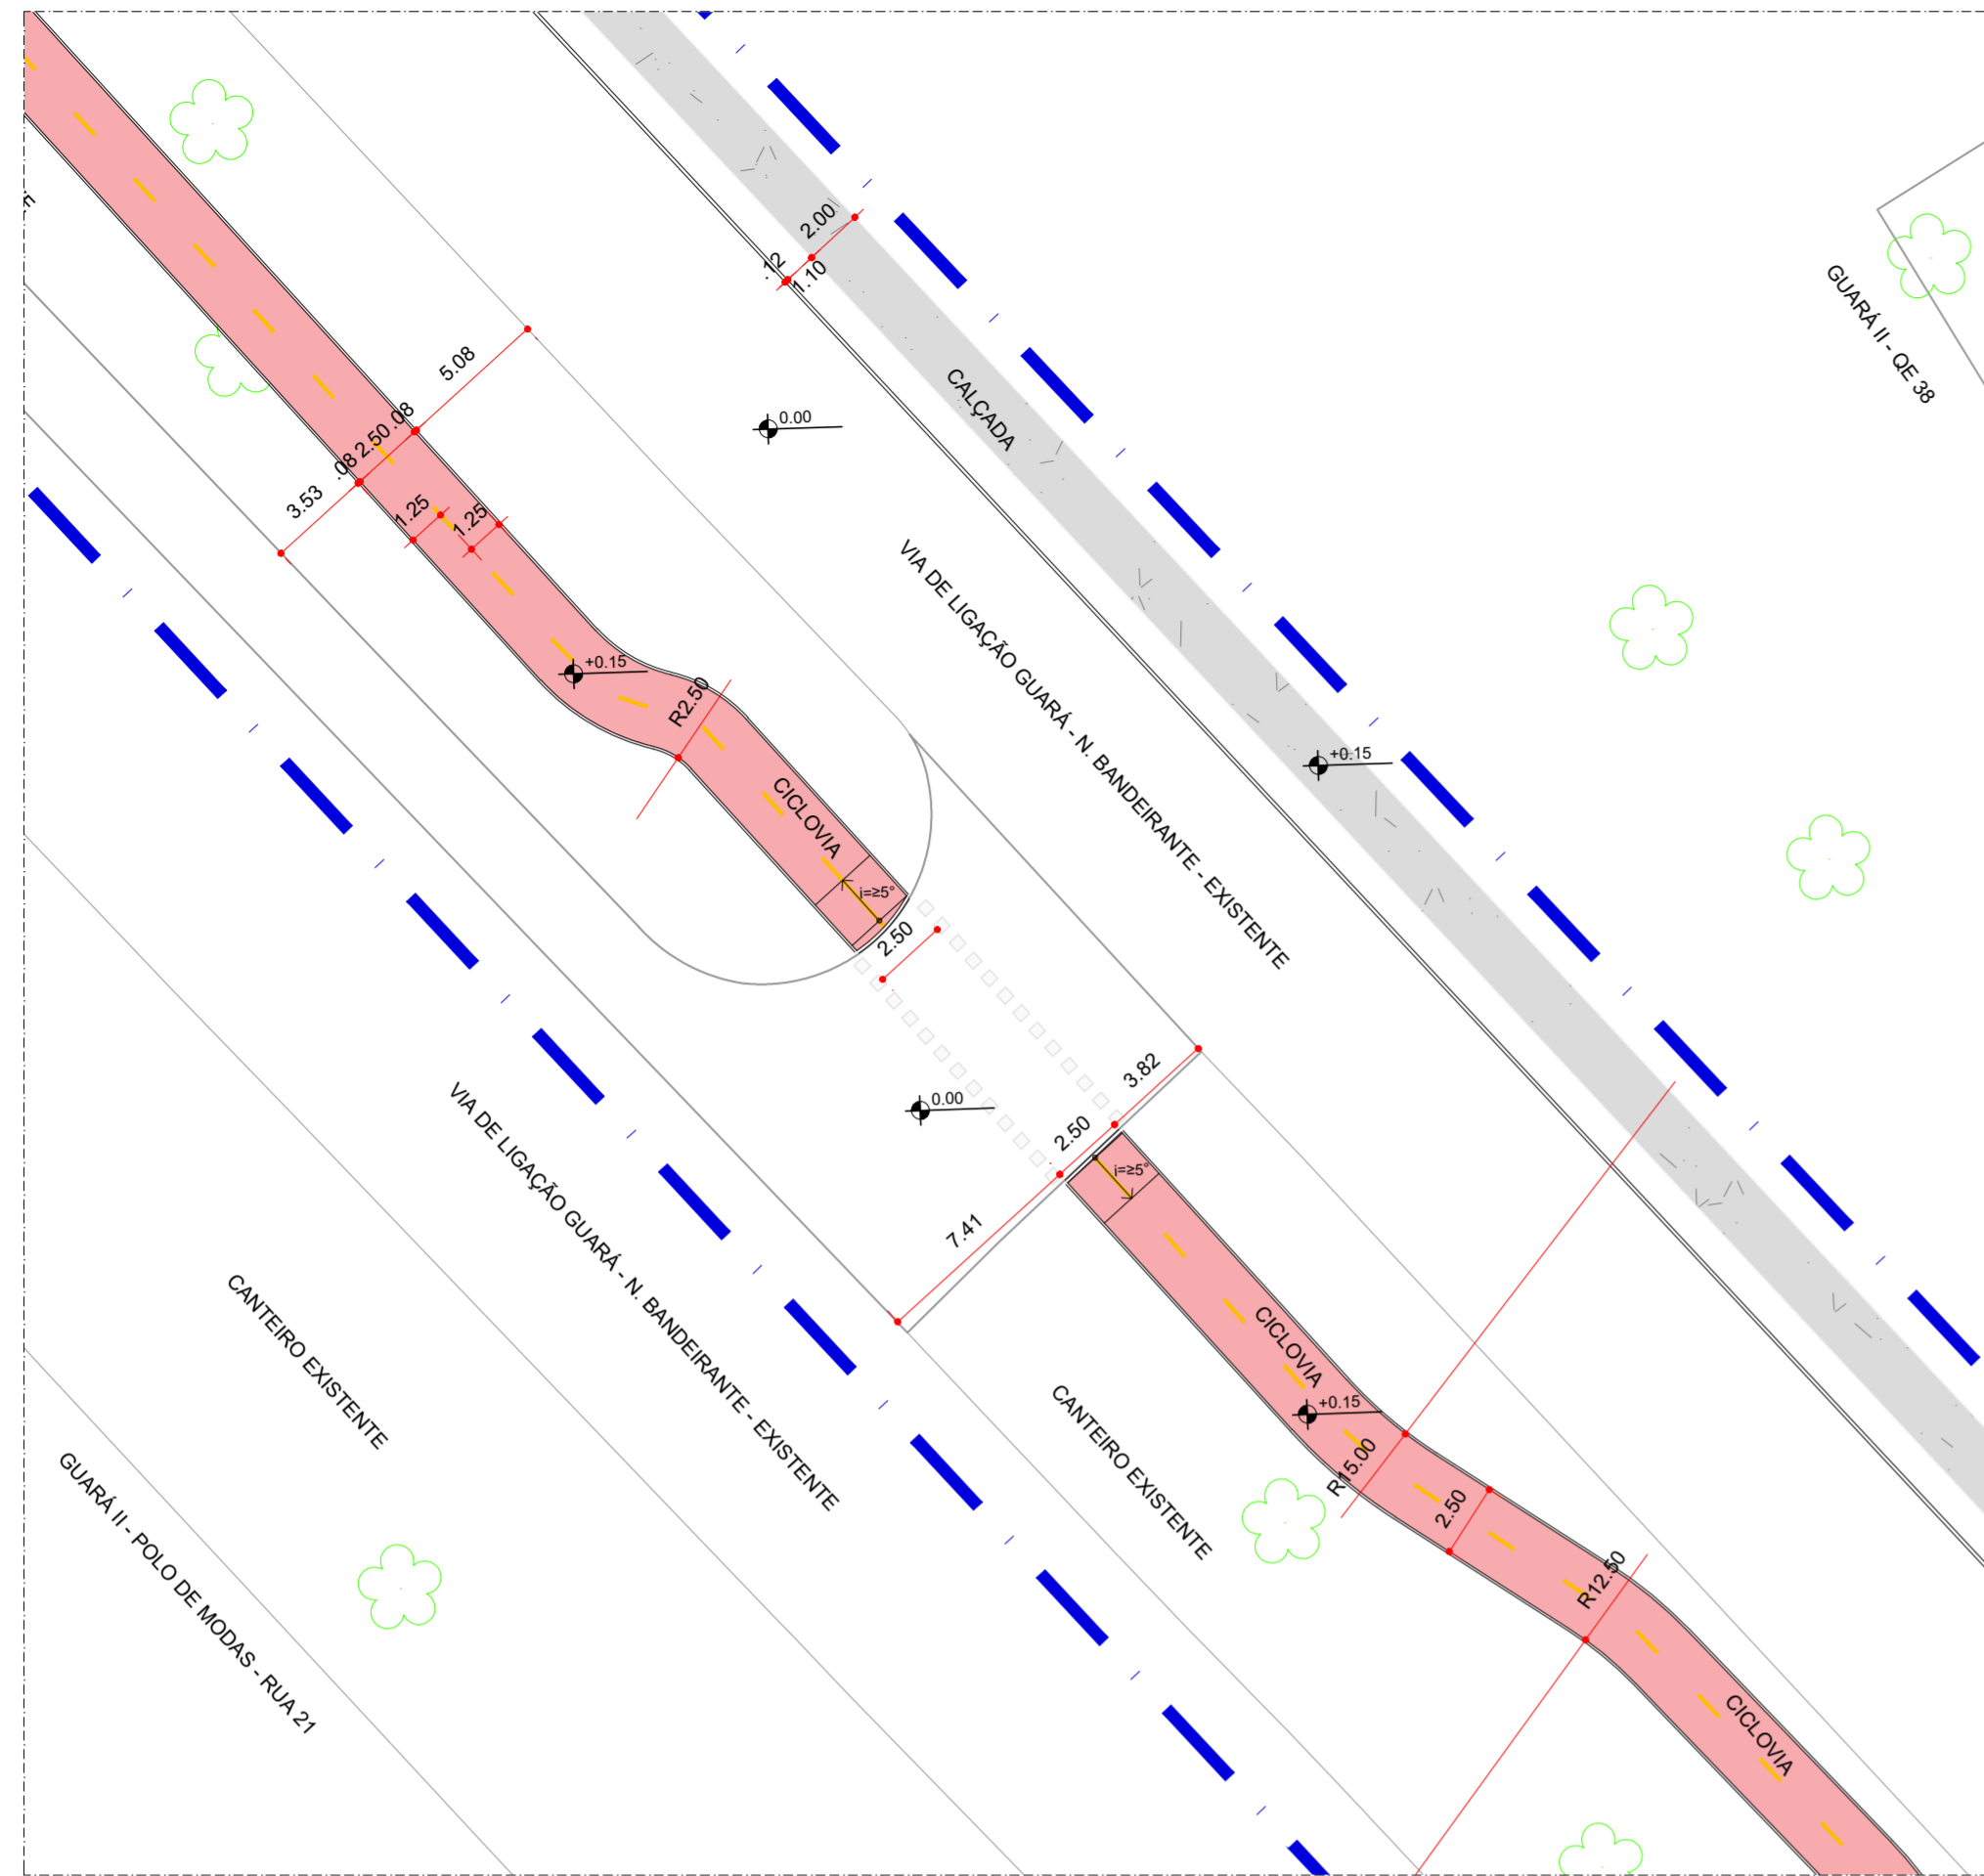 2.00
.12
1.10
GUARÁ II - QE 38
5.08
CALÇADA
.08
2.50
.08
3.53
0.00
1.25
1.25
VIA DE LIGAÇÃO GUARÁ - N. BANDEIRANTE - EXISTENTE
+0.15
R2.50
+0.15
CICLOVIA
i=≥5°
2.50
3.82
0.00
2.50
i=≥5°
7.41
VIA DE LIGAÇÃO GUARÁ - N. BANDEIRANTE - EXISTENTE
CANTEIRO EXISTENTE
CICLOVIA
+0.15
CANTEIRO EXISTENTE
R15.00
2.50
GUARÁ II - POLO DE MODAS - RUA 21
R12.50
CICLOVIA